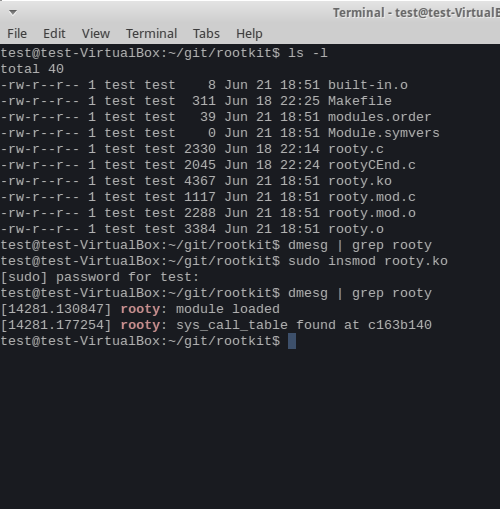 Terminal - test@test-VirtualB
File Edit View Terminal Tabs Help
test@test-VirtualBox:~/git/rootkit$ ls -l
total 40
-rw-r--r-- 1 test test    8 Jun 21 18:51 built-in.o
-rw-r--r-- 1 test test  311 Jun 18 22:25 Makefile
-rw-r--r-- 1 test test   39 Jun 21 18:51 modules.order
-rw-r--r-- 1 test test    0 Jun 21 18:51 Module.symvers
-rw-r--r-- 1 test test 2330 Jun 18 22:14 rooty.c
-rw-r--r-- 1 test test 2045 Jun 18 22:24 rootyCEnd.c
-rw-r--r-- 1 test test 4367 Jun 21 18:51 rooty.ko
-rw-r--r-- 1 test test 1117 Jun 21 18:51 rooty.mod.c
-rw-r--r-- 1 test test 2288 Jun 21 18:51 rooty.mod.o
-rw-r--r-- 1 test test 3384 Jun 21 18:51 rooty.o
test@test-VirtualBox:~/git/rootkit$ dmesg | grep rooty
test@test-VirtualBox:~/git/rootkit$ sudo insmod rooty.ko
[sudo] password for test:
test@test-VirtualBox:~/git/rootkit$ dmesg | grep rooty
[14281.130847] rooty: module loaded
[14281.177254] rooty: sys_call_table found at c163b140
test@test-VirtualBox:~/git/rootkit$